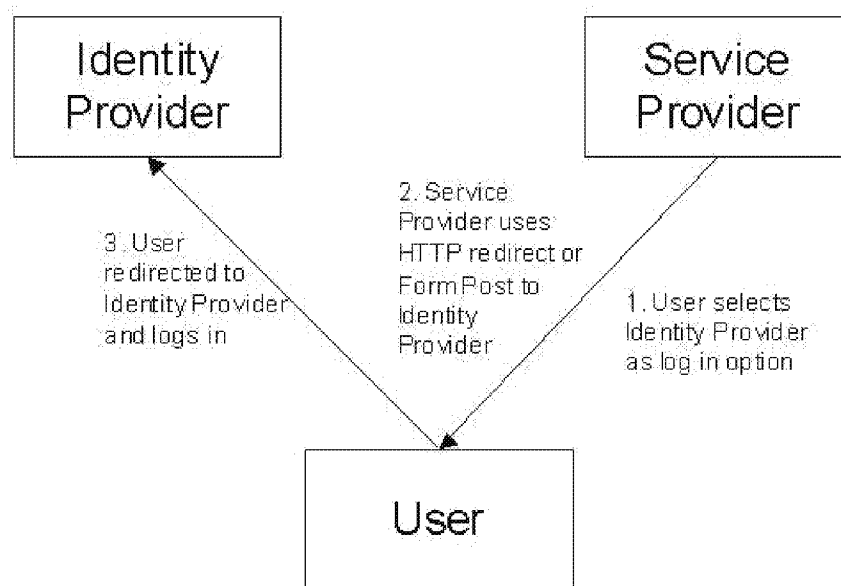 Identity
Provider
Service
Provider
2. Service
Provider uses
HTTP redirect or
Form Post to
Identity
Provider
3. User
redirected to
Identity Provider
and logs in
1. User selects
Identity Provider
as log in option
User